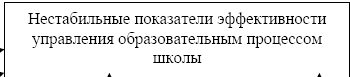 Нестабильные показатели эффективности
управления образовательным процессом
школы